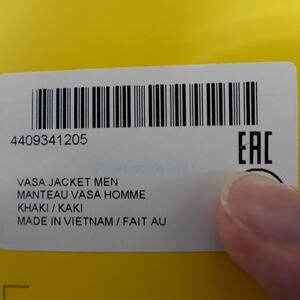 4409341205
EAC
VASA JACKET MEN
MANTEAU VASA HOMME
KHAKI / KAKI
MADE IN VIETNAM / FAIT AU